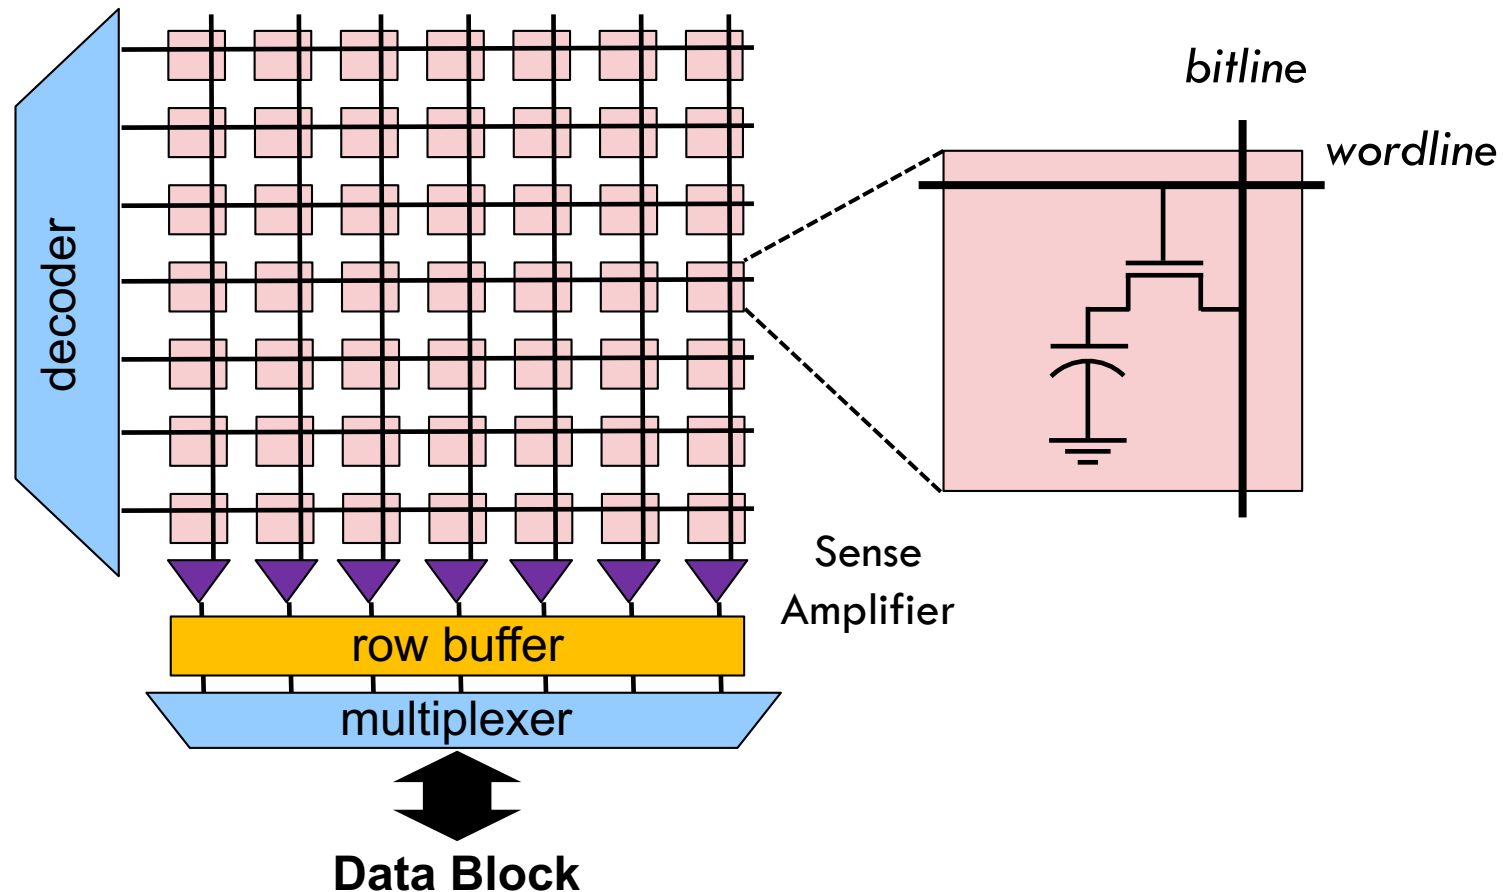 bitline
wordline
decoder
Sense
Amplifier
row buffer
multiplexer
Data Block